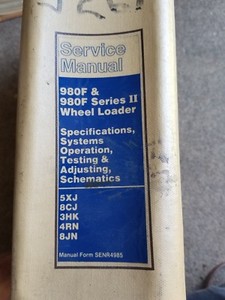 Service
Manual
980F &
980F Series II
Wheel Loader
Specifications,
Systems
Operation,
Testing &
Adjusting,
Schematics
5XJ
8CJ
3HK
4RN
8JN
Manual Form SENR4985